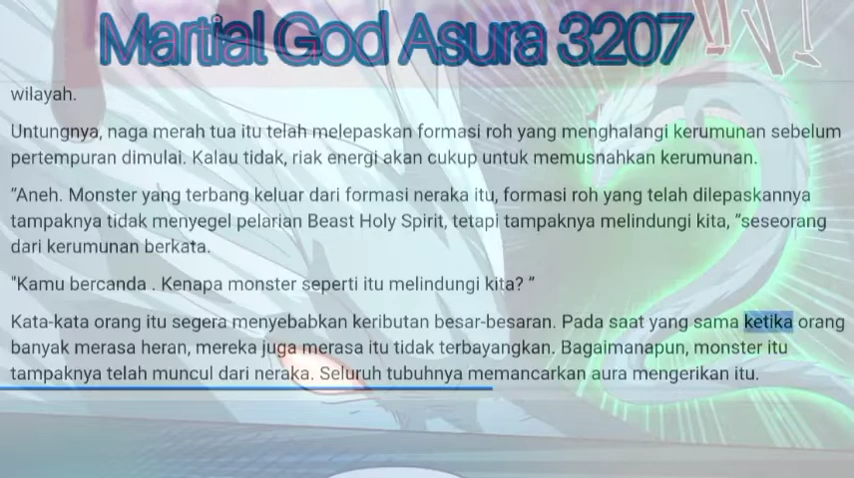 Martial God Asura 3207
wilayah.
Untungnya, naga merah tua itu telah melepaskan formasi roh yang menghalangi kerumunan sebelum
pertempuran dimulai. Kalau tidak, riak energi akan cukup untuk memusnahkan kerumunan.
"Aneh. Monster yang terbang keluar dari formasi neraka itu, formasi roh yang telah dilepaskannya
tampaknya tidak menyegel pelarian Beast Holy Spirit, tetapi tampaknya melindungi kita, "seseorang
dari kerumunan berkata.
"Kamu bercanda . Kenapa monster seperti itu melindungi kita? "
Kata-kata orang itu segera menyebabkan keributan besar-besaran. Pada saat yang sama ketika orang
banyak merasa heran, mereka juga merasa itu tidak terbayangkan. Bagaimanapun, monster itu
tampaknya telah muncul dari neraka. Seluruh tubuhnya memancarkan aura mengerikan itu.